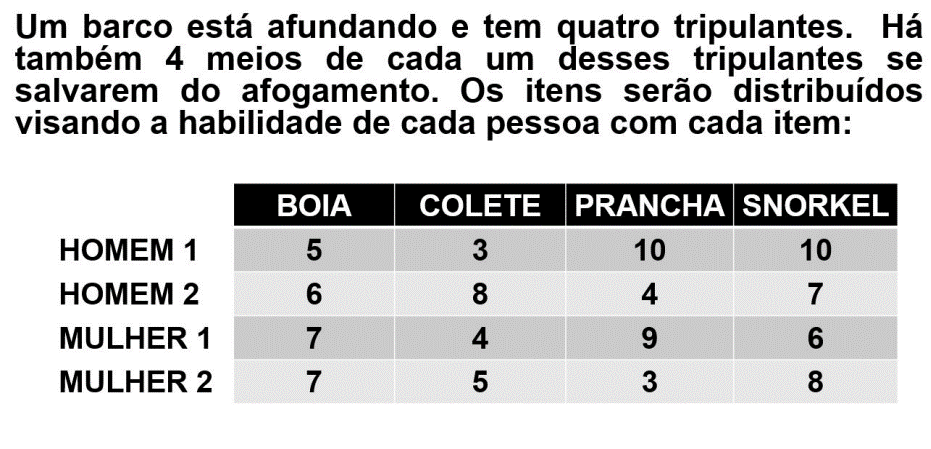 Um barco está afundando e tem quatro tripulantes. Há
também 4 meios de cada um desses tripulantes se
salvarem do afogamento. Os itens serão distribuídos
visando a habilidade de cada pessoa com cada item:
BOIA COLETE PRANCHA SNORKEL
HOMEM 1 5 3 10 10
HOMEM 2 6 8 4 7
MULHER 1 7 4 9 6
MULHER 2 7 5 3 8